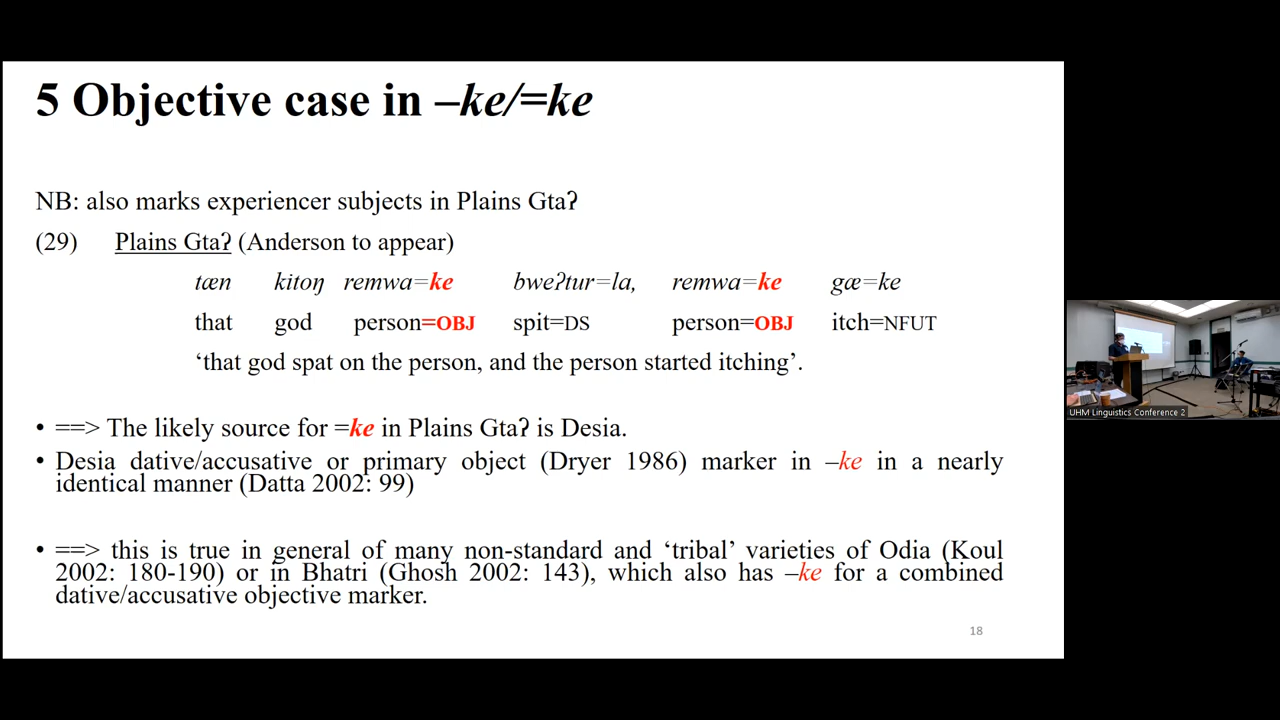 5 Objective case in –ke/=ke
NB: also marks experiencer subjects in Plains Gtaʔ
(29) Plains Gtaʔ (Anderson to appear)
tæn kitoŋ remwa=ke bweʔtur=la, remwa=ke gæ=ke
that god person=OBJ spit=DS person=OBJ itch=NFUT
‘that god spat on the person, and the person started itching’.
• ==> The likely source for =ke in Plains Gtaʔ is Desia.
• Desia dative/accusative or primary object (Dryer 1986) marker in –ke in a nearly
identical manner (Datta 2002: 99)
• ==> this is true in general of many non-standard and ‘tribal’ varieties of Odia (Koul
2002: 180-190) or in Bhatri (Ghosh 2002: 143), which also has –ke for a combined
dative/accusative objective marker.
18
UHM Linguistics Conference 2